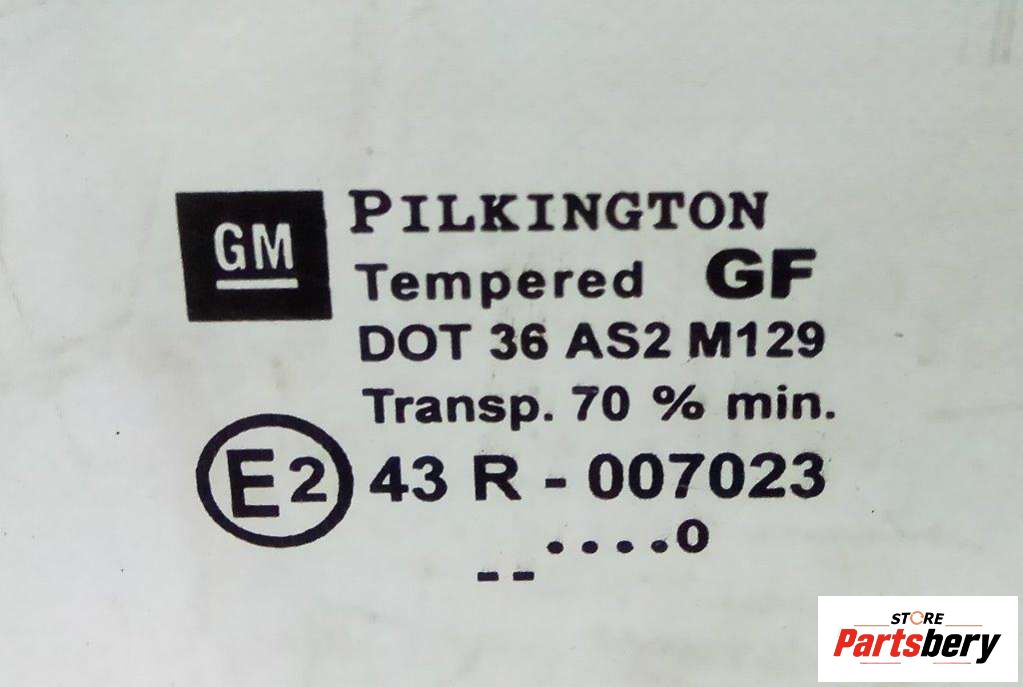 GM
PILKINGTON
Tempered GF
DOT 36 AS2 M129
Transp. 70 % min.
E2 43 R - 007023
....0
--
STORE
Partsbery